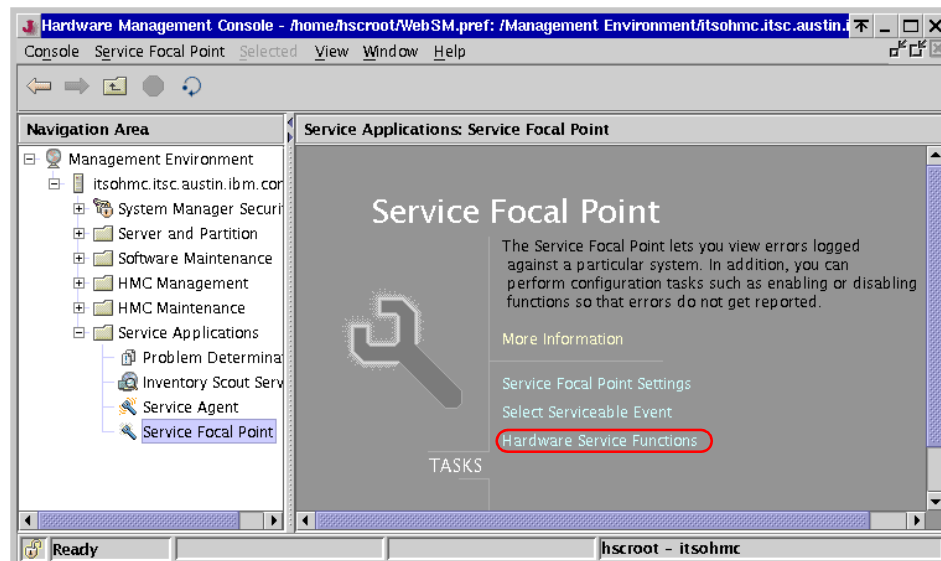 Hardware Management Console - /home/hscroot/WebSM.pref: /Management Environment/itsohmc.itsc.austin.i
Console Service Focal Point Selected View Window Help
Navigation Area
Service Applications: Service Focal Point
Management Environment
itsohmc.itsc.austin.ibm.cor
System Manager Securi
Server and Partition
Software Maintenance
HMC Management
HMC Maintenance
Service Applications
Problem Determina
Inventory Scout Serv
Service Agent
Service Focal Point
Service Focal Point
The Service Focal Point lets you view errors logged
against a particular system. In addition, you can
perform configuration tasks such as enabling or disabling
functions so that errors do not get reported.
More Information
Service Focal Point Settings
Select Serviceable Event
Hardware Service Functions
TASKS
Ready
hscroot - itsohmc